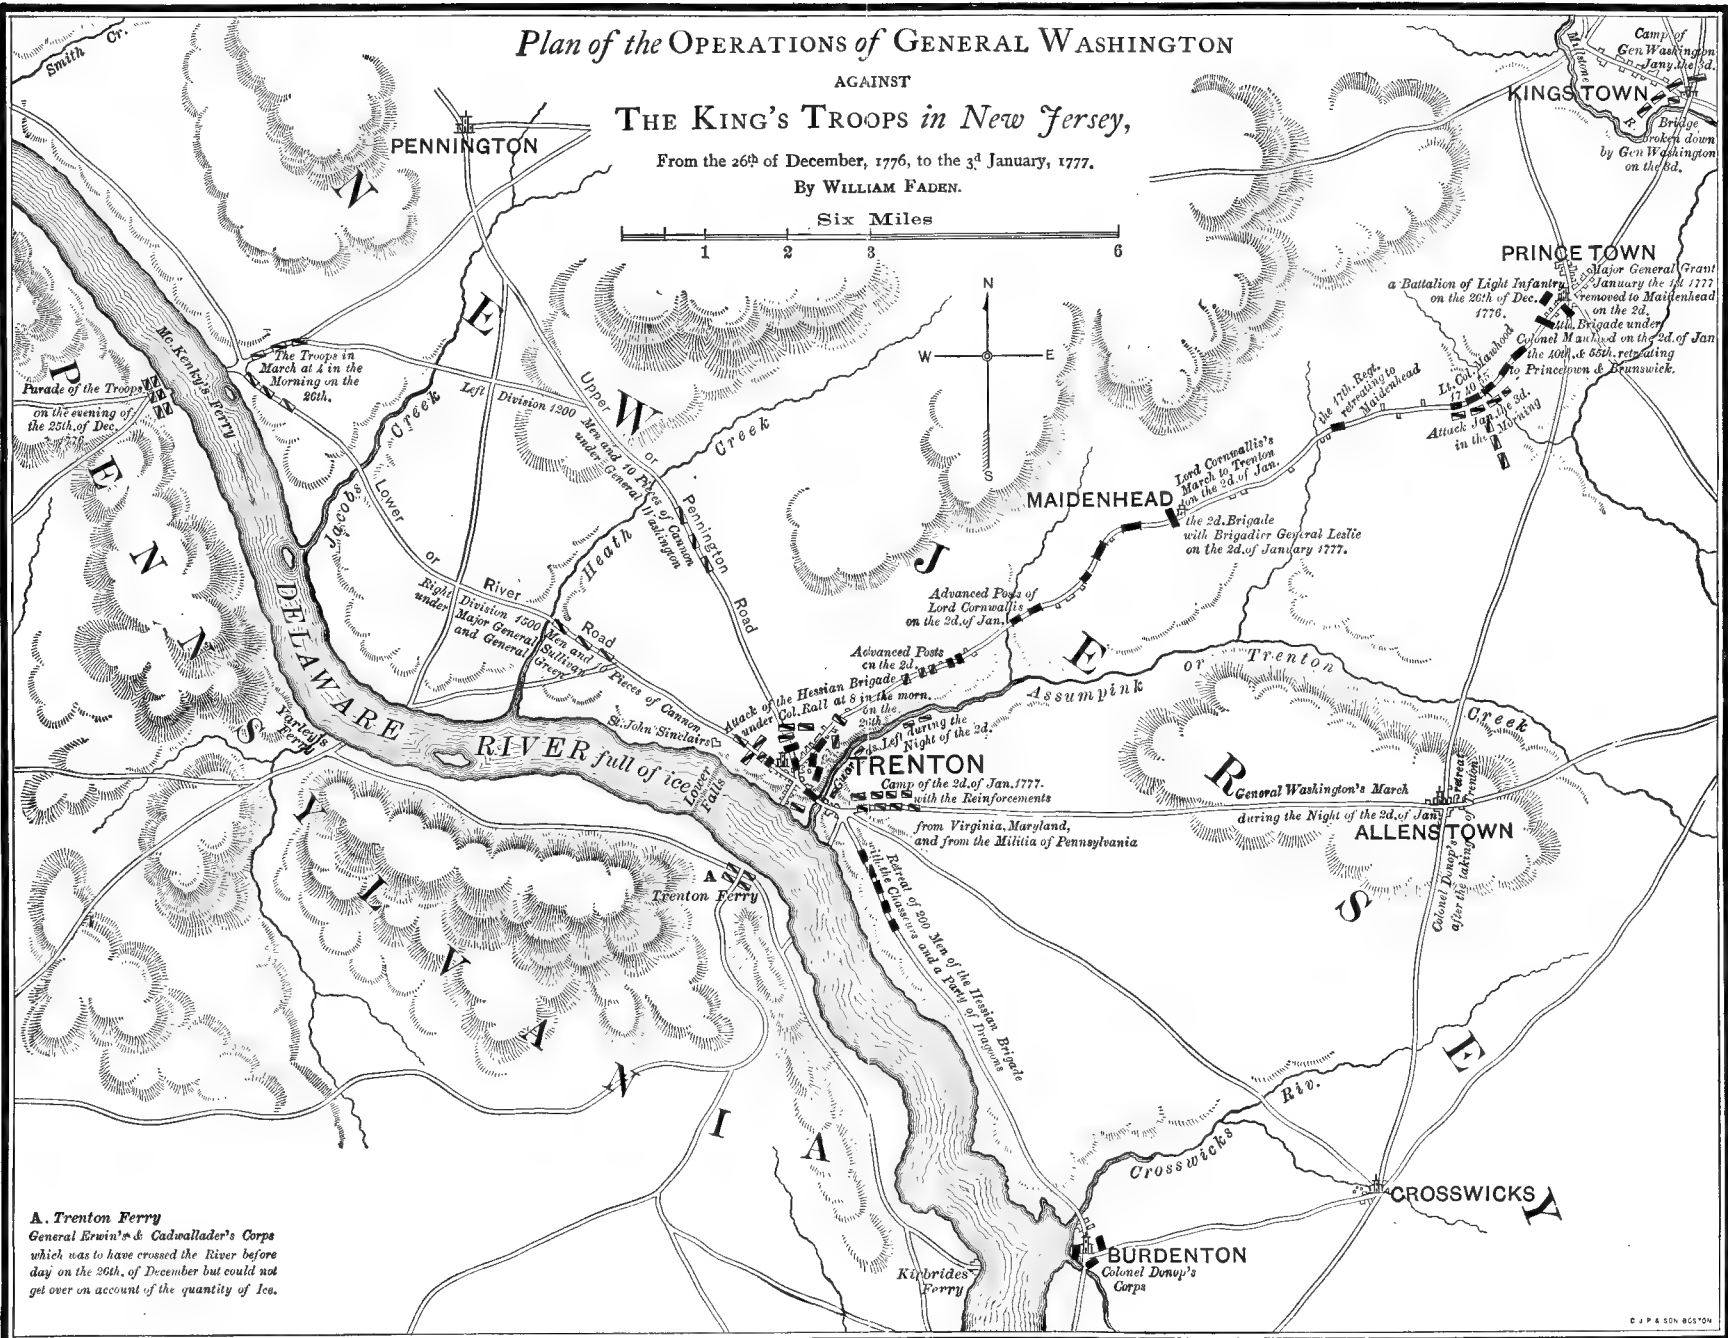 Plan of the OPERATIONS of GENERAL WASHINGTON
AGAINST
THE KING'S TROOPS in New Jersey,
From the 26th of December, 1776, to the 3d January, 1777.
By WILLIAM FADEN.
Six Miles
1 2 3 6
N
W E
S
Smith Cr.
PENNINGTON
Camp of
Gen Washington
Jany. the 3d.
Millstone
R.
KINGSTOWN
Bridge
broken down
by Gen Washington
on the 3d.
PRINCETOWN
Major General Grant
January the 1st 1777
removed to Maidenhead
on the 2d.
a Battalion of Light Infantry
on the 26th of Dec.
1776.
4th. Brigade under
Colonel Mawhood on the 2d. of Jan
the 40th. & 55th. retreating
to Princetown & Brunswick.
Lt. Col. Mawhood
17 40
Attack Jan. the 3d.
in the Morning
the 17th. Regt.
retreating to
Maidenhead
Lord Cornwallis's
March to Trenton
on the 2d. of Jan.
MAIDENHEAD
the 2d. Brigade
with Brigadier General Leslie
on the 2d. of January 1777.
Advanced Posts of
Lord Cornwallis
on the 2d. of Jan.
Advanced Posts
on the 2d.
Mc. Kenky's Ferry
The Troops in
March at 4 in the
Morning on the
26th.
Parade of the Troops
on the evening of
the 25th. of Dec.
1776.
Left Division 1200
Men and 10 Pieces of Cannon
under General Washington
Upper or Pennington Road
Creek
Jacobs Creek
Heath
Lower or River Road
Right Division 1500 Men and 10 Pieces of Cannon
under Major General Sullivan
and General Green
St. John Sinclairs
Attack of the Hessian Brigade
under Col. Rall at 8 in the morn.
on the
26th
Left during the
Night of the 2d.
TRENTON
Camp of the 2d. of Jan. 1777.
with the Reinforcements
from Virginia, Maryland,
and from the Militia of Pennsylvania
Assumpink or Trenton Creek
General Washington's March
during the Night of the 2d. of Jan.
ALLENSTOWN
Colonel Donop's retreat
after the taking of Trenton
Yarley's
Ferry
DELAWARE RIVER full of ice
Lower
Falls
A
Trenton Ferry
Retreat of 200 Men of the Hessian Brigade
with the Chasseurs and a Party of Dragoons
NEW JERSEY
PENNSYLVANIA
Crosswicks Riv.
CROSSWICKS
BURDENTON
Colonel Donop's
Corps
Kirbrides
Ferry
A. Trenton Ferry
General Erwin's & Cadwallader's Corps
which was to have crossed the River before
day on the 26th. of December but could not
get over on account of the quantity of Ice.
C J P & SON BOSTON